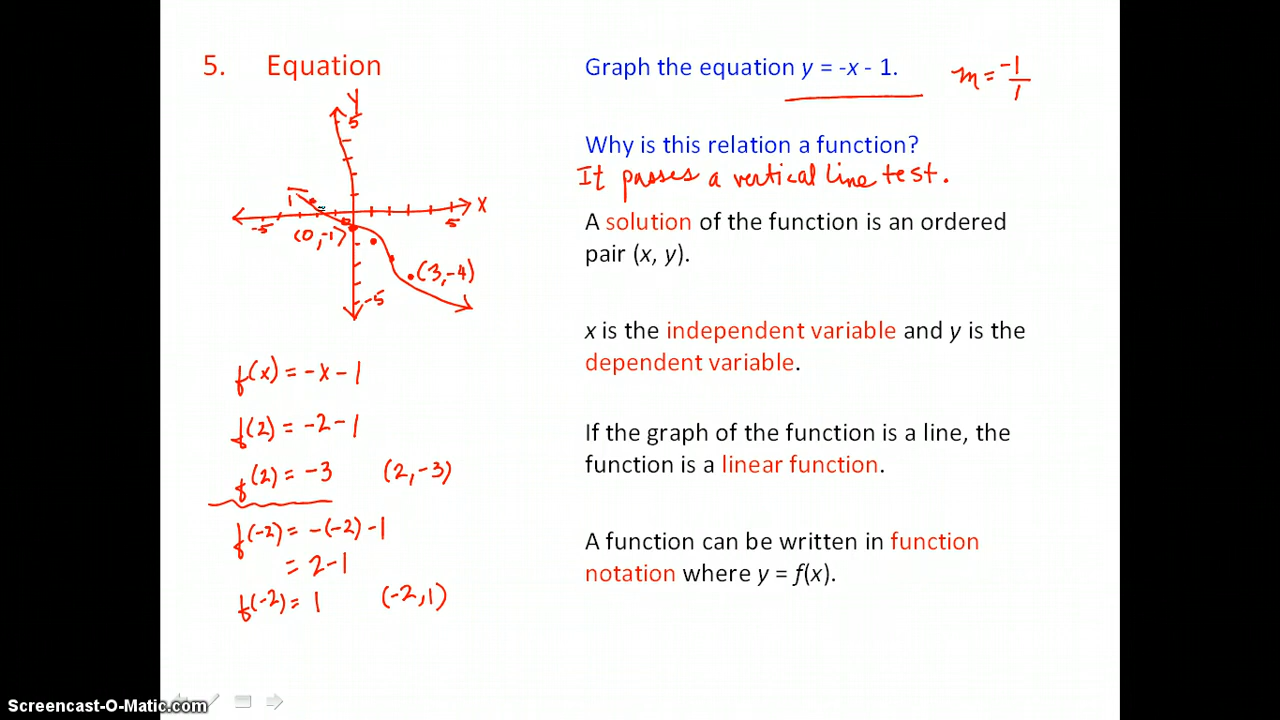 5. Equation
Y
5
-5
X
5
(0,-1)
(3,-4)
-5
f(x) = -x - 1
f(2) = -2 - 1
f(2) = -3 (2,-3)
f(-2) = -(-2) - 1
= 2 - 1
f(-2) = 1 (-2,1)
Graph the equation y = -x - 1.
m = -1/1
Why is this relation a function?
It passes a vertical line test.
A solution of the function is an ordered
pair (x, y).
x is the independent variable and y is the
dependent variable.
If the graph of the function is a line, the
function is a linear function.
A function can be written in function
notation where y = f(x).
Screencast-O-Matic.com